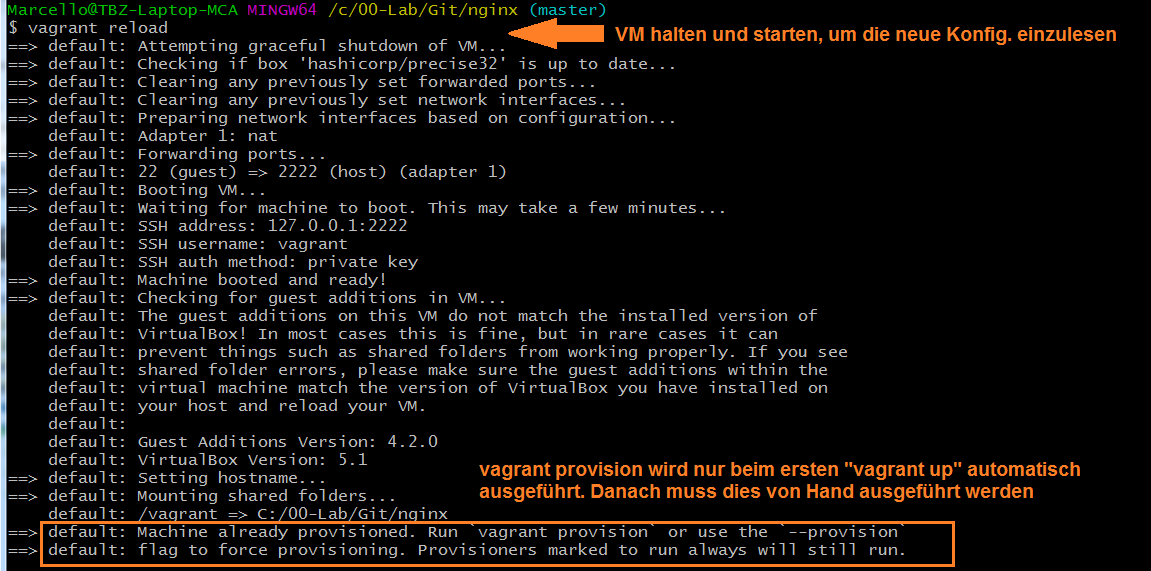 Marcello@TBZ-Laptop-MCA MINGW64 /c/00-Lab/Git/nginx (master)
$ vagrant reload
VM halten und starten, um die neue Konfig. einzulesen
==> default: Attempting graceful shutdown of VM...
==> default: Checking if box 'hashicorp/precise32' is up to date...
==> default: Clearing any previously set forwarded ports...
==> default: Clearing any previously set network interfaces...
==> default: Preparing network interfaces based on configuration...
default: Adapter 1: nat
==> default: Forwarding ports...
default: 22 (guest) => 2222 (host) (adapter 1)
==> default: Booting VM...
==> default: Waiting for machine to boot. This may take a few minutes...
default: SSH address: 127.0.0.1:2222
default: SSH username: vagrant
default: SSH auth method: private key
==> default: Machine booted and ready!
==> default: Checking for guest additions in VM...
default: The guest additions on this VM do not match the installed version of
default: VirtualBox! In most cases this is fine, but in rare cases it can
default: prevent things such as shared folders from working properly. If you see
default: shared folder errors, please make sure the guest additions within the
default: virtual machine match the version of VirtualBox you have installed on
default: your host and reload your VM.
default:
default: Guest Additions Version: 4.2.0
default: VirtualBox Version: 5.1
==> default: Setting hostname...
==> default: Mounting shared folders...
default: /vagrant => C:/00-Lab/Git/nginx
vagrant provision wird nur beim ersten "vagrant up" automatisch
ausgeführt. Danach muss dies von Hand ausgeführt werden
==> default: Machine already provisioned. Run `vagrant provision` or use the `--provision`
==> default: flag to force provisioning. Provisioners marked to run always will still run.